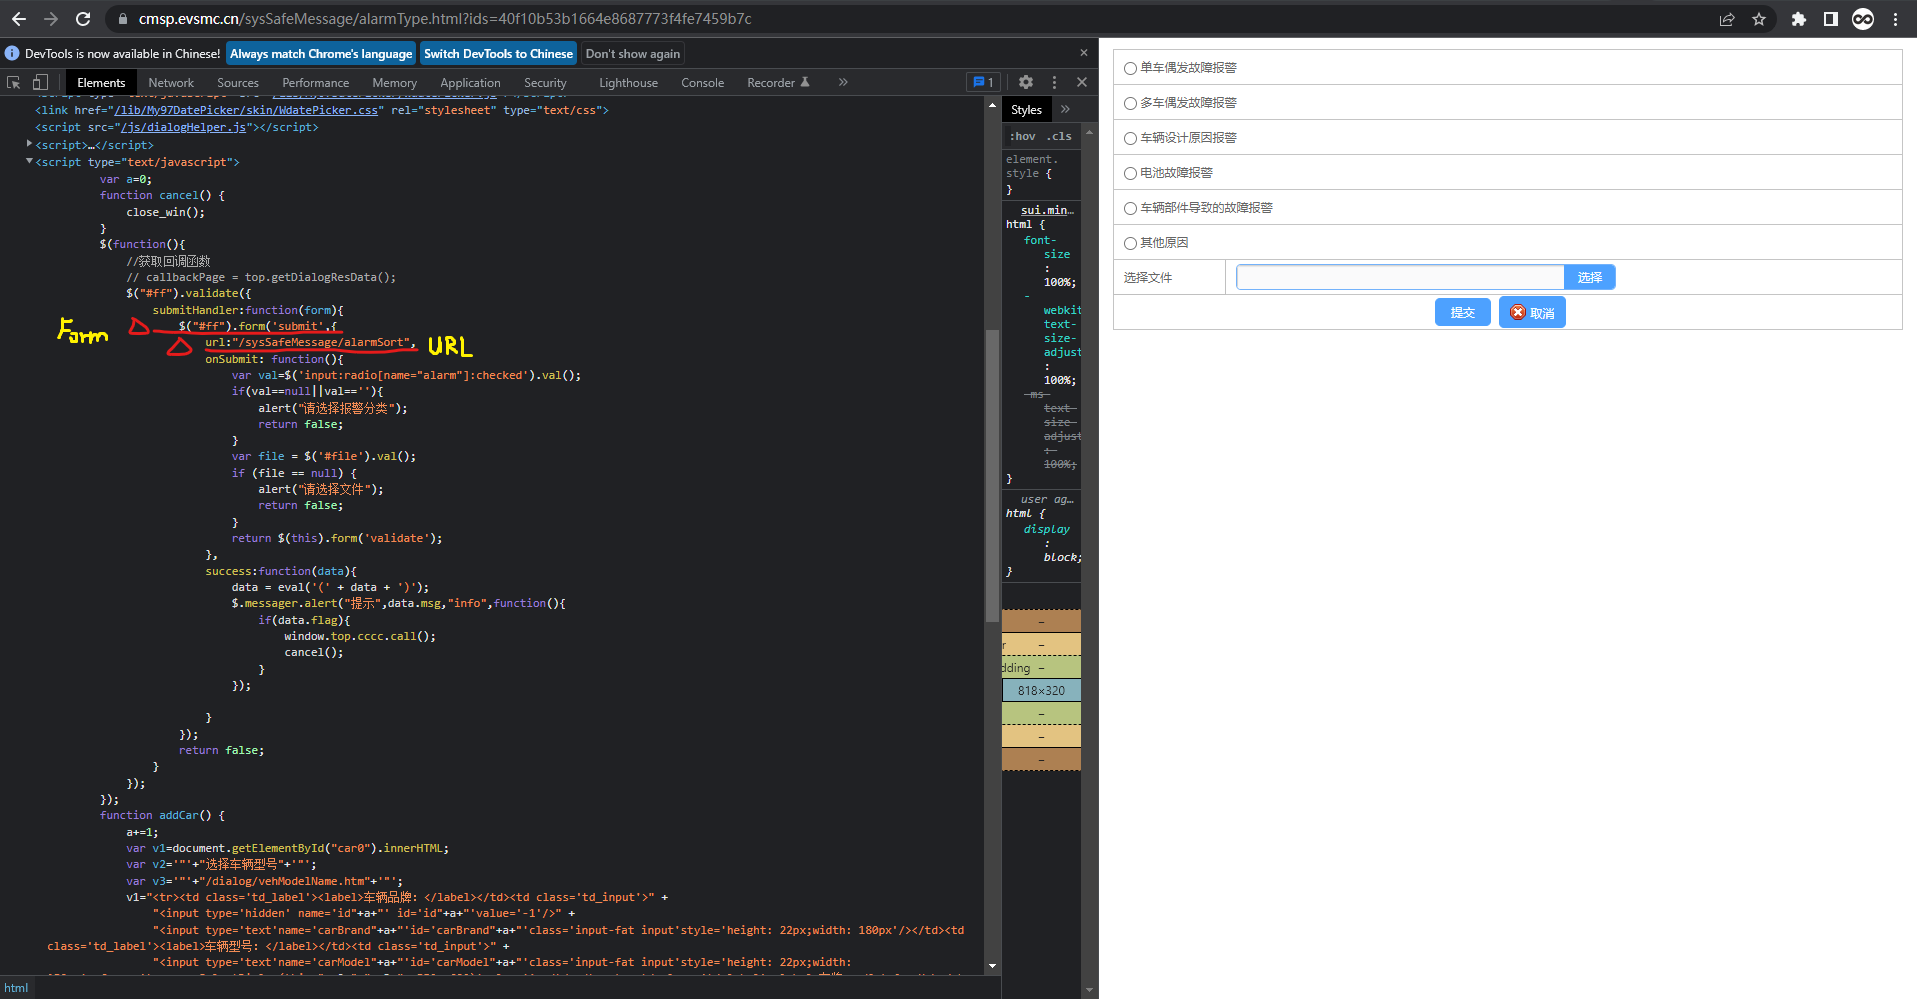 cmsp.evsmc.cn/sysSafeMessage/alarmType.html?ids=40f10b53b1664e8687773f4fe7459b7c
DevTools is now available in Chinese! Always match Chrome's language Switch DevTools to Chinese Don't show again
Elements Network Sources Performance Memory Application Security Lighthouse Console Recorder 1
<link href="/lib/My97DatePicker/skin/WdatePicker.css" rel="stylesheet" type="text/css">
<script src="/js/dialogHelper.js"></script>
<script>…</script>
<script type="text/javascript">
var a=0;
function cancel() {
close_win();
}
$(function(){
//获取回调函数
// callbackPage = top.getDialogResData();
$("#ff").validate({
submitHandler:function(form){
Form
$("#ff").form('submit',{
url:"/sysSafeMessage/alarmSort", URL
onSubmit: function(){
var val=$('input:radio[name="alarm"]:checked').val();
if(val==null||val==''){
alert("请选择报警分类");
return false;
}
var file = $('#file').val();
if (file == null) {
alert("请选择文件");
return false;
}
return $(this).form('validate');
},
success:function(data){
data = eval('(' + data + ')');
$.messager.alert("提示",data.msg,"info",function(){
if(data.flag){
window.top.cccc.call();
cancel();
}
});
}
});
return false;
}
});
});
function addCar() {
a+=1;
var v1=document.getElementById("car0").innerHTML;
var v2='"'+"选择车辆型号"+'"';
var v3='"'+"/dialog/vehModelName.htm"+'"';
v1="<tr><td class='td_label'><label>车辆品牌：</label></td><td class='td_input'>" +
"<input type='hidden' name='id"+a+"' id='id"+a+"'value='-1'/>" +
"<input type='text'name='carBrand"+a+"'id='carBrand"+a+"'class='input-fat input'style='height: 22px;width: 180px'/></td><td
class='td_label'><label>车辆型号：</label></td><td class='td_input'>" +
"<input type='text'name='carModel"+a+"'id='carModel"+a+"'class='input-fat input'style='height: 22px;width:
html
Styles
:hov .cls
element.
style {
}
sui.min…
html {
font-
size
:
100%;
-
webkit
text-
size-
adjust
:
100%;
-ms-
text-
size-
adjust
:
100%;
}
user ag…
html {
display
:
block;
}
–
r –
dding –
818×320
–
–
–
单车偶发故障报警
多车偶发故障报警
车辆设计原因报警
电池故障报警
车辆部件导致的故障报警
其他原因
选择文件 选择
提交 取消